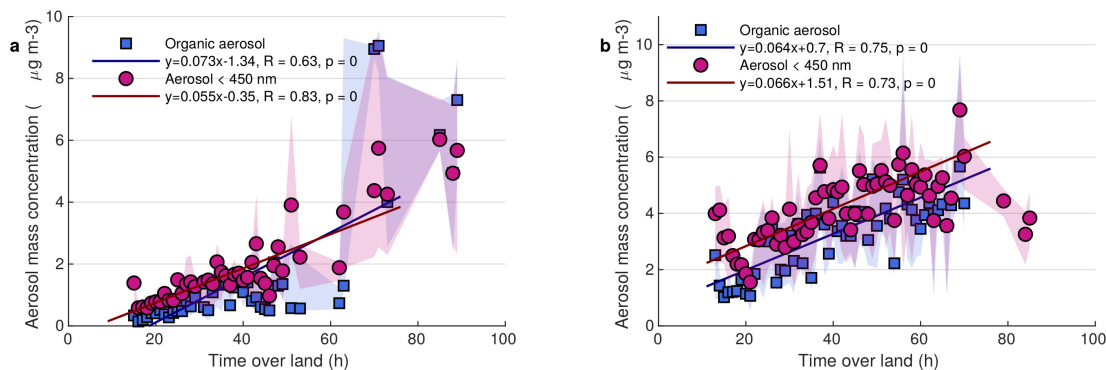 a
Organic aerosol
y=0.073x-1.34, R = 0.63, p = 0
Aerosol < 450 nm
y=0.055x-0.35, R = 0.83, p = 0
Aerosol mass concentration ( μg m-3)
10
8
6
4
2
0
0 20 40 60 80 100
Time over land (h)
b
Organic aerosol
y=0.064x+0.7, R = 0.75, p = 0
Aerosol < 450 nm
y=0.066x+1.51, R = 0.73, p = 0
Aerosol mass concentration ( μg m-3)
10
8
6
4
2
0
0 20 40 60 80 100
Time over land (h)